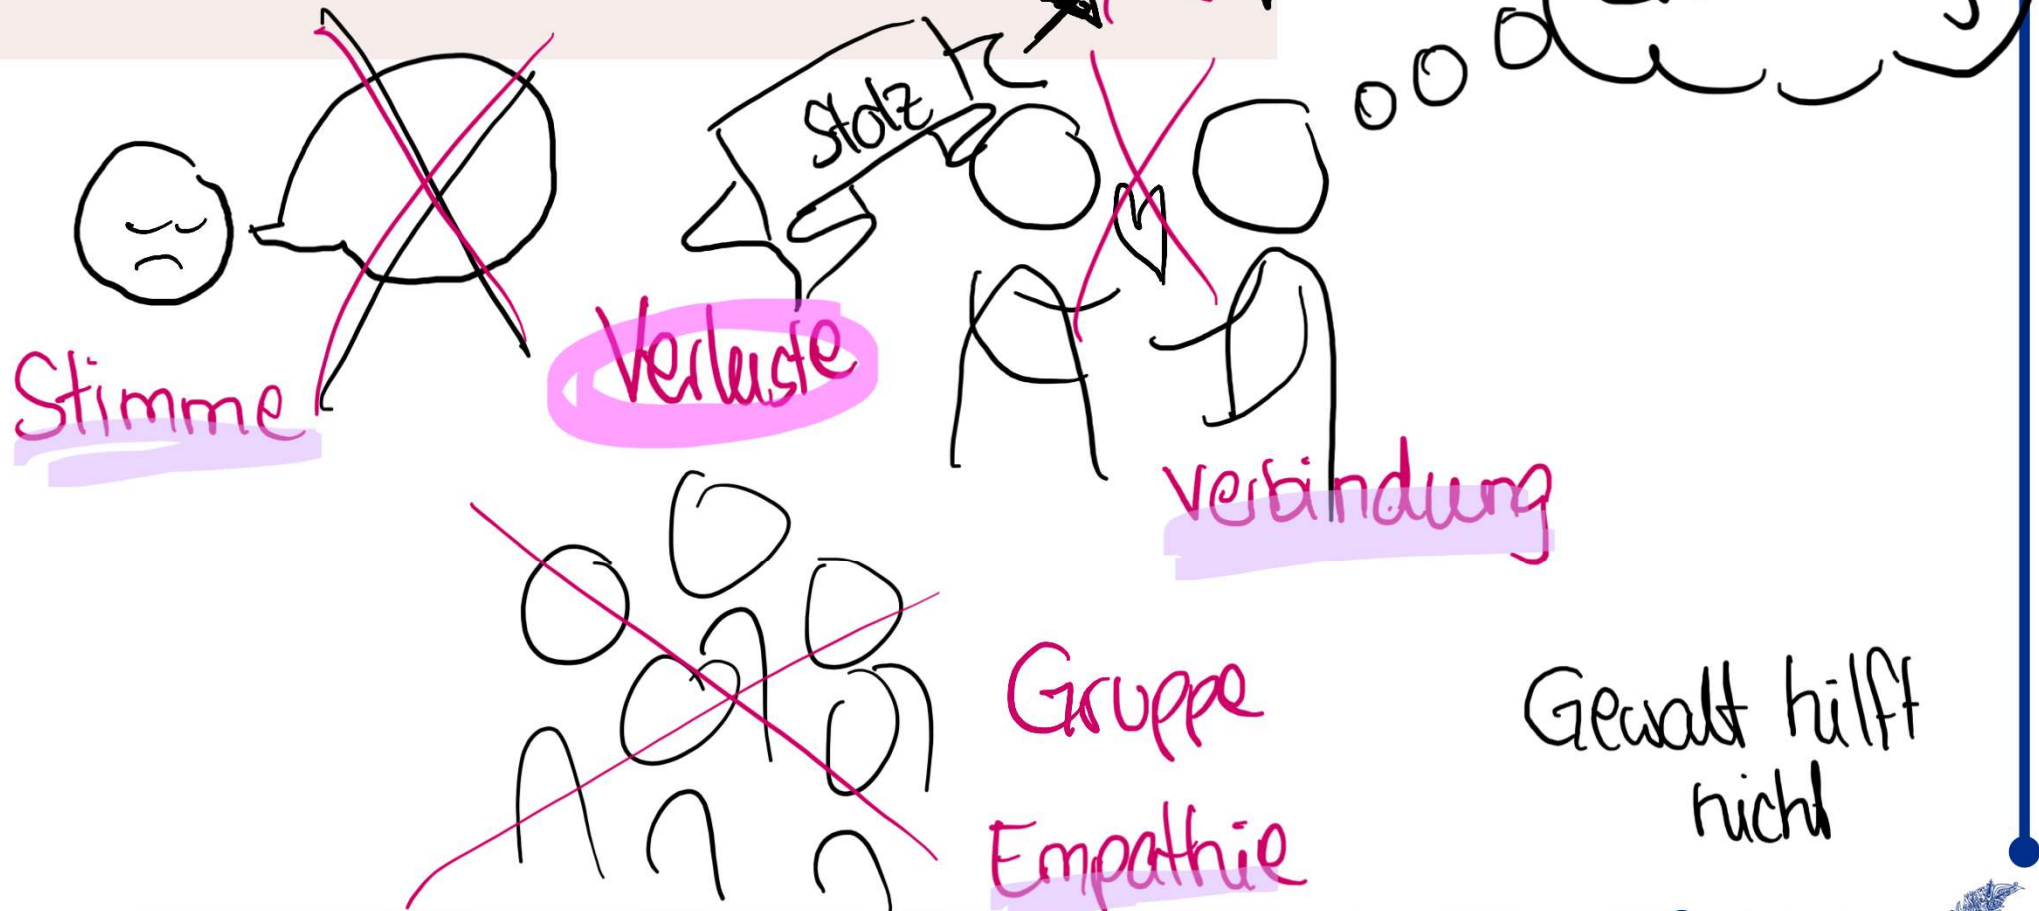 Stolz
Verluste
Stimme
Verbindung
Gruppe
Empathie
Gewalt hilft
nicht